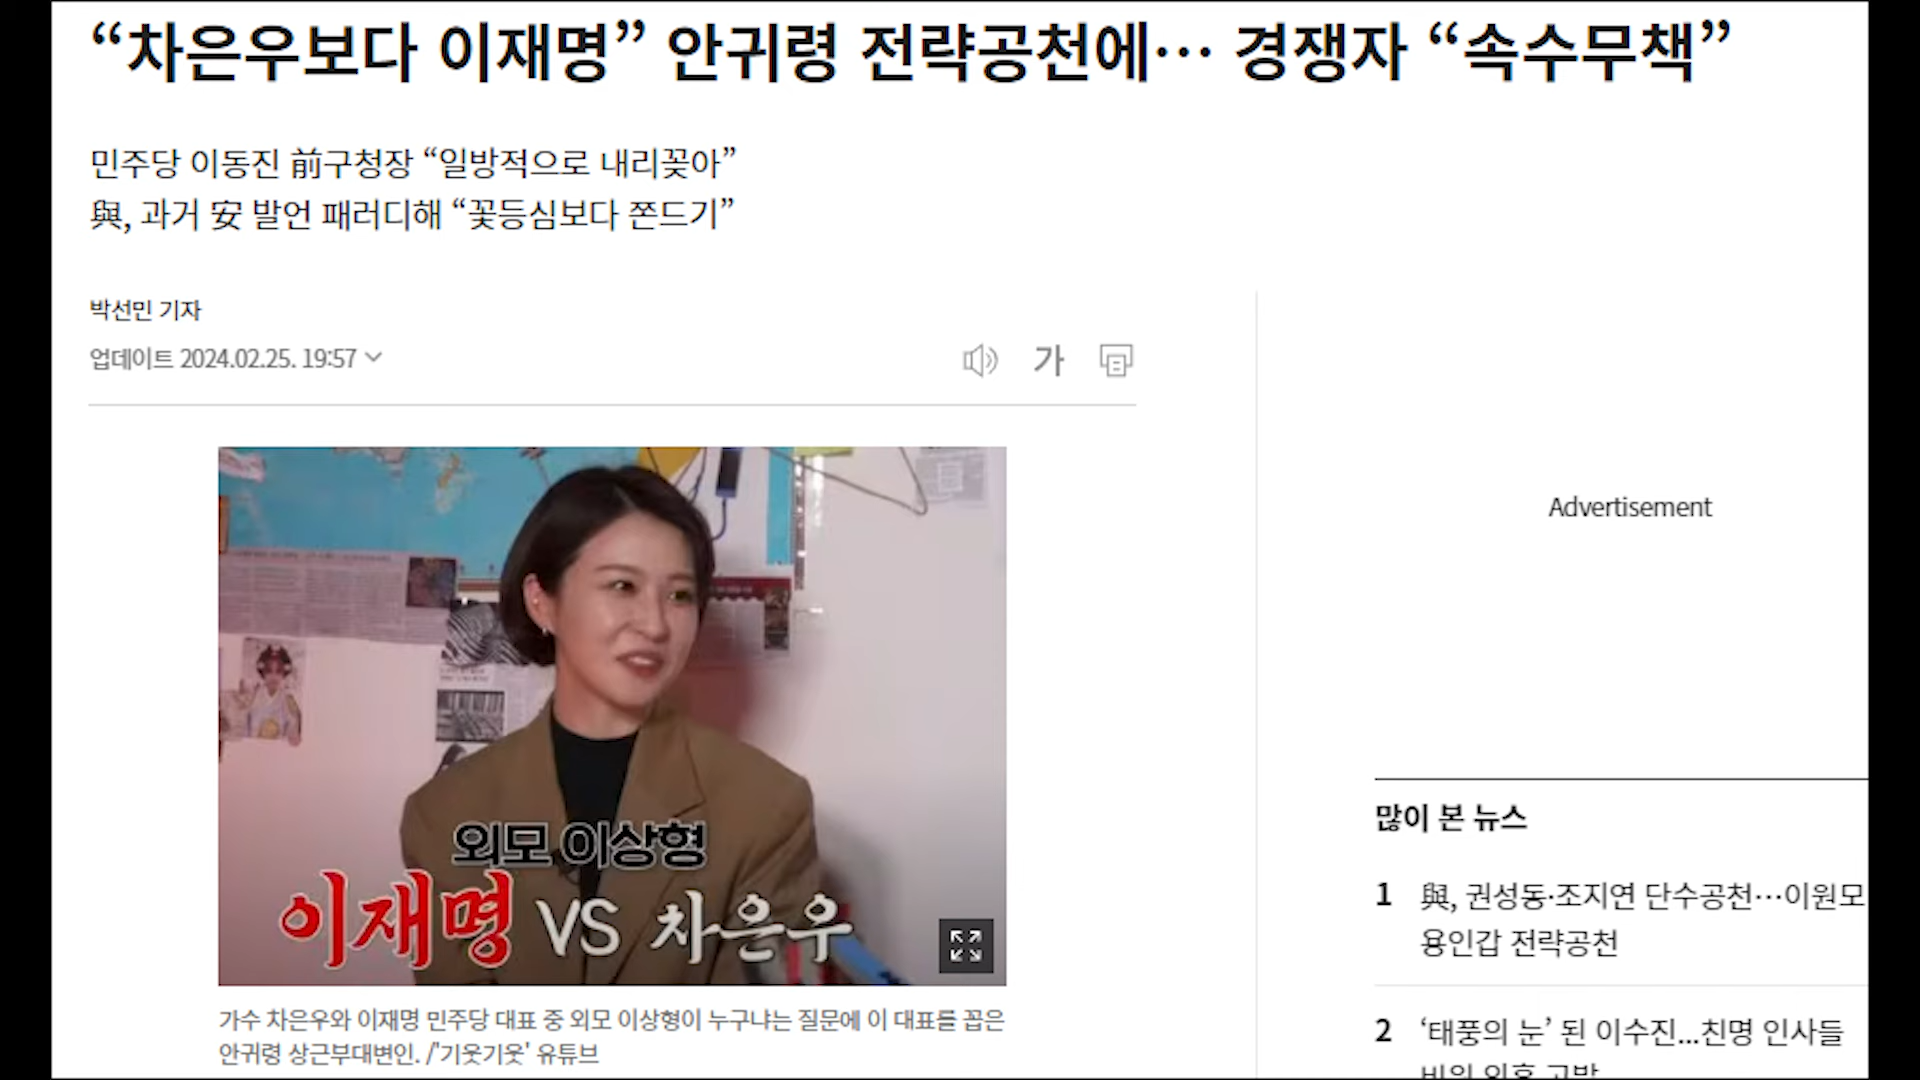 “차은우보다 이재명” 안귀령 전략공천에… 경쟁자 “속수무책”
민주당 이동진 前구청장 “일방적으로 내리꽂아”
與, 과거 安 발언 패러디해 “꽃등심보다 쫀드기”
박선민 기자
업데이트 2024.02.25. 19:57
가
외모 이상형
이재명 VS 차은우
가수 차은우와 이재명 민주당 대표 중 외모 이상형이 누구냐는 질문에 이 대표를 꼽은
안귀령 상근부대변인. /'기웃기웃' 유튜브
Advertisement
많이 본 뉴스
1 與, 권성동·조지연 단수공천…이원모
용인갑 전략공천
2 ‘태풍의 눈’ 된 이수진...친명 인사들